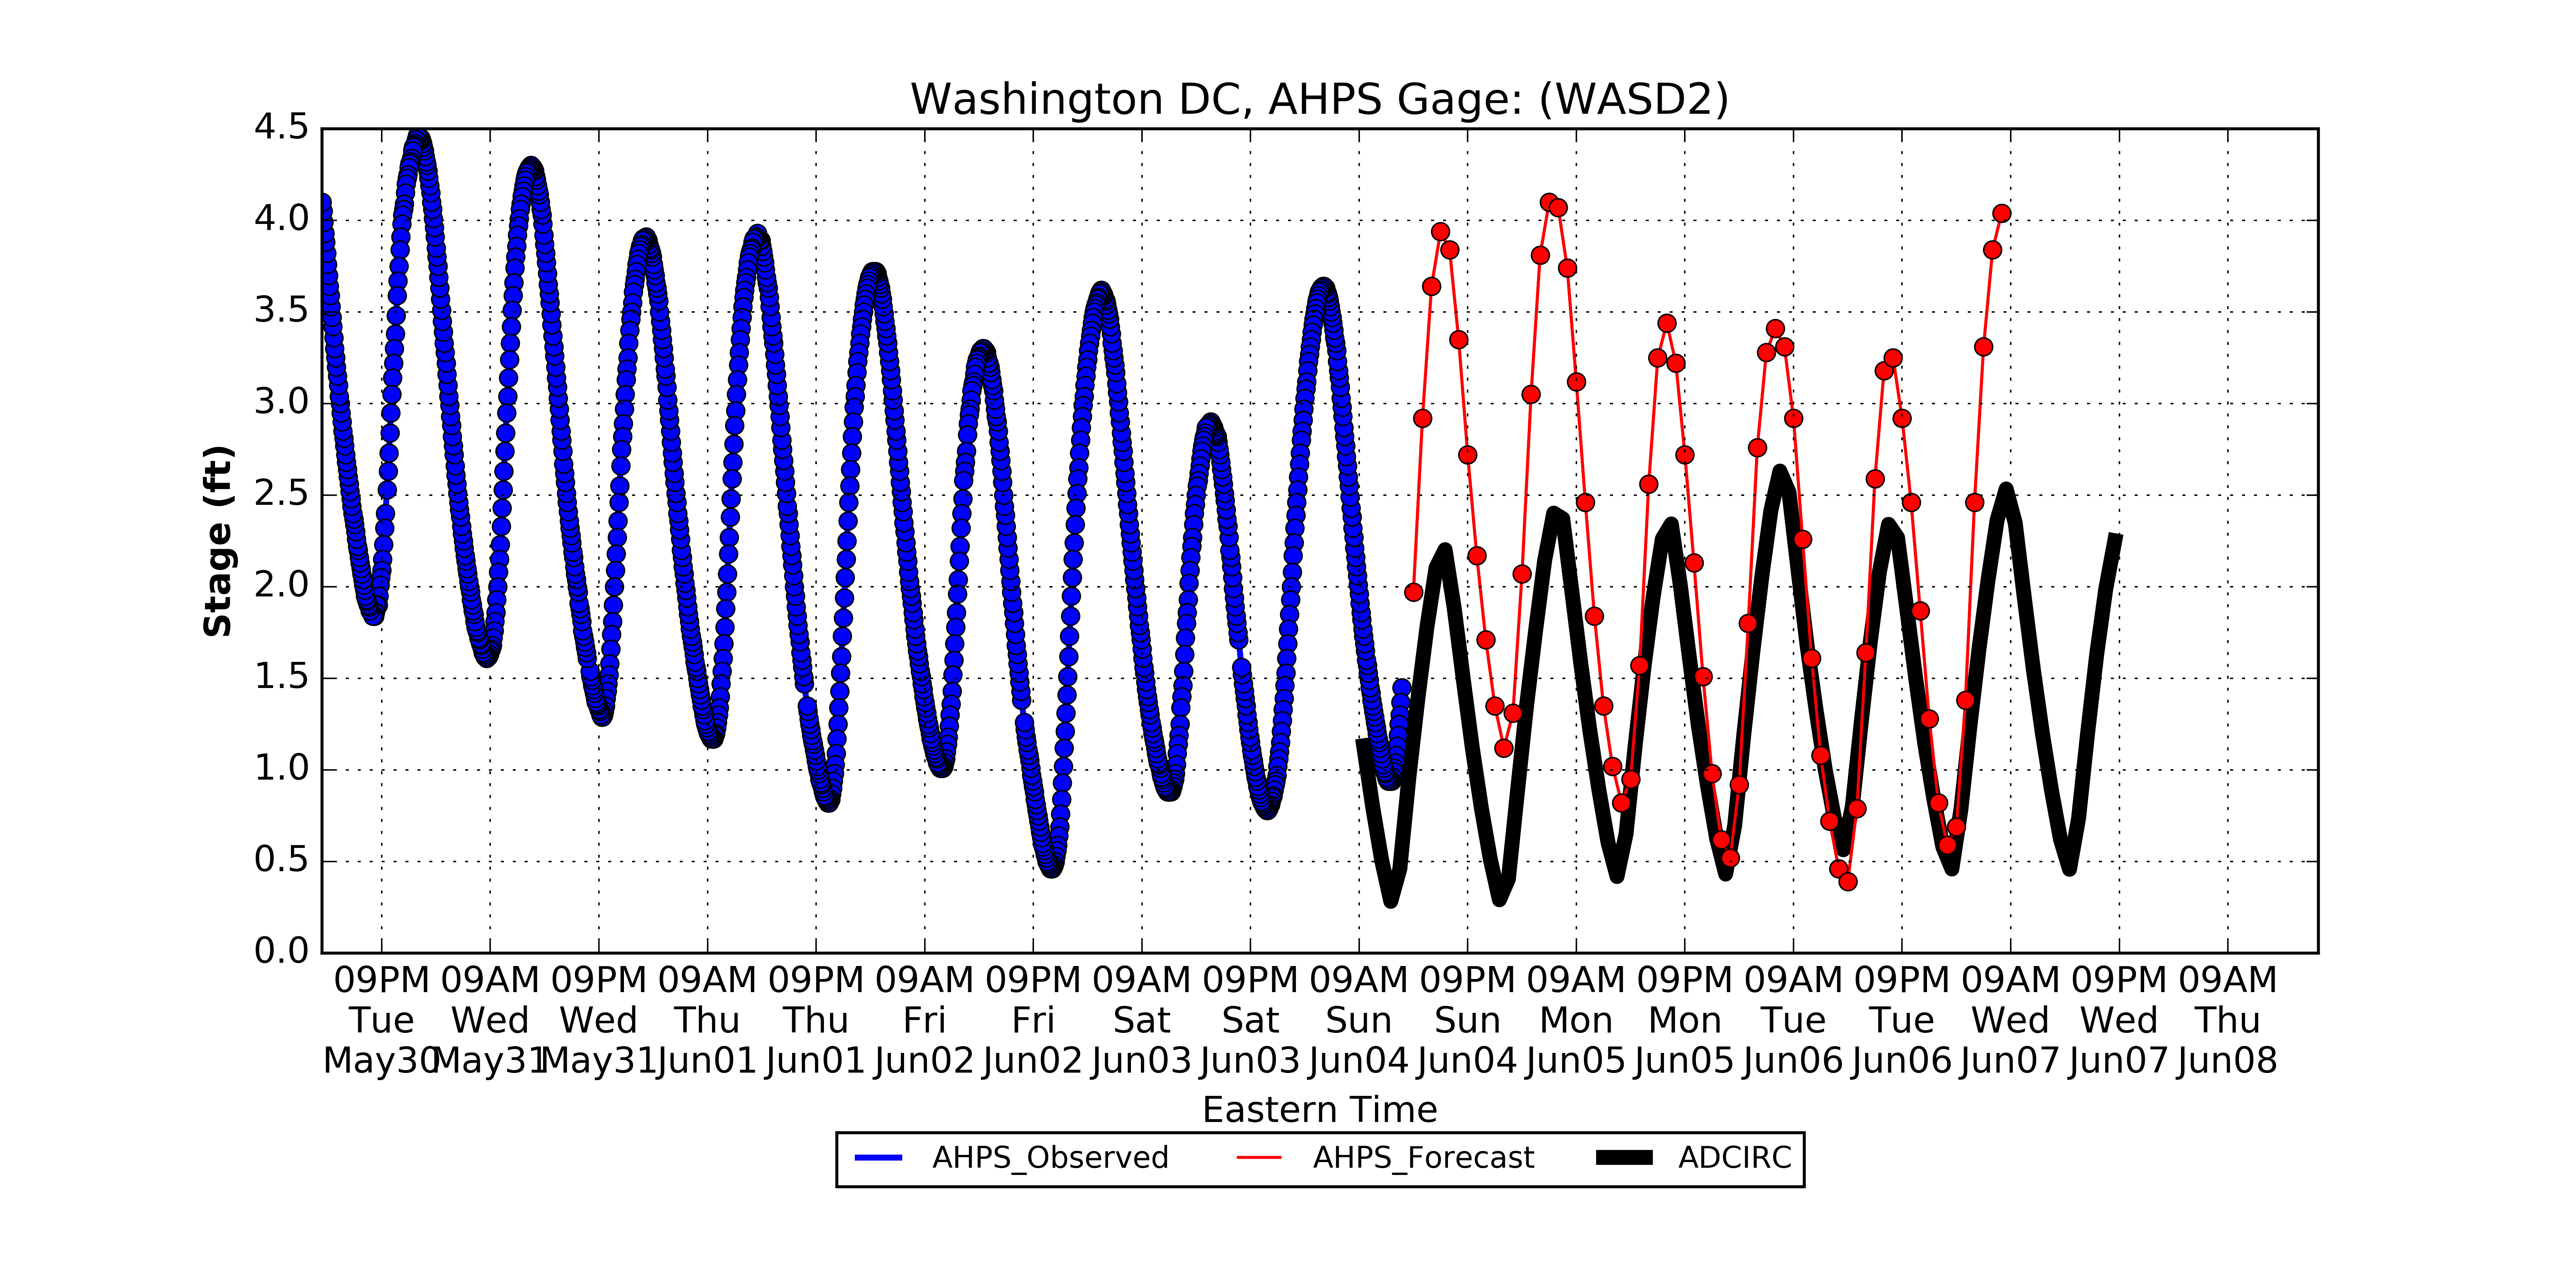 Washington DC, AHPS Gage: (WASD2)
Stage (ft)
4.5
4.0
3.5
3.0
2.5
2.0
1.5
1.0
0.5
0.0
09PM 09AM 09PM 09AM 09PM 09AM 09PM 09AM 09PM 09AM 09PM 09AM 09PM 09AM 09PM 09AM 09PM 09AM
Tue Wed Wed Thu Thu Fri Fri Sat Sat Sun Sun Mon Mon Tue Tue Wed Wed Thu
May30 May31 May31 Jun01 Jun01 Jun02 Jun02 Jun03 Jun03 Jun04 Jun04 Jun05 Jun05 Jun06 Jun06 Jun07 Jun07 Jun08
Eastern Time
AHPS_Observed AHPS_Forecast ADCIRC